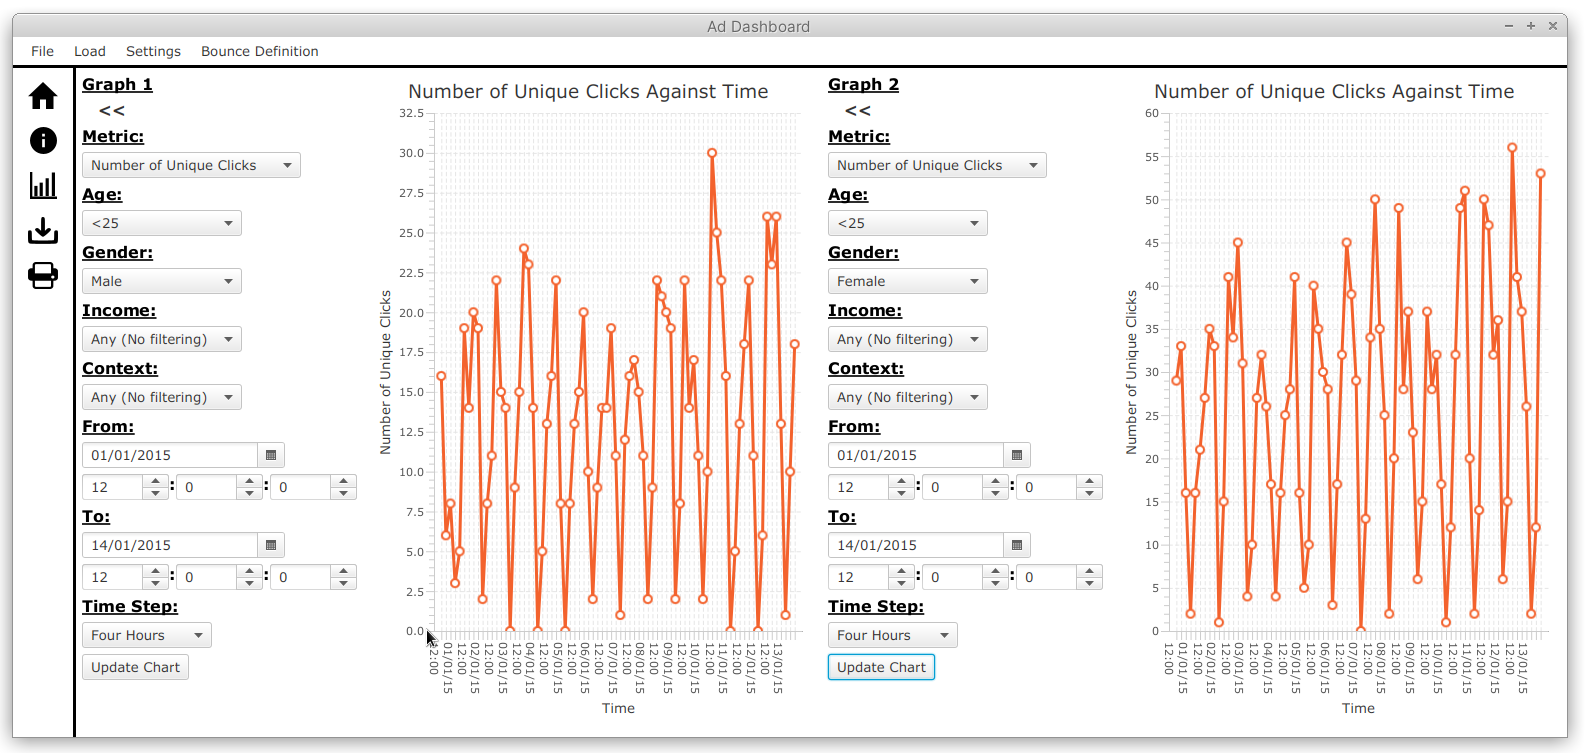 Ad Dashboard
File Load Settings Bounce Definition
Graph 1
<<
Metric:
Number of Unique Clicks
Age:
<25
Gender:
Male
Income:
Any (No filtering)
Context:
Any (No filtering)
From:
01/01/2015
12 : 0 : 0
To:
14/01/2015
12 : 0 : 0
Time Step:
Four Hours
Update Chart
Number of Unique Clicks Against Time
Number of Unique Clicks
32.5
30.0
27.5
25.0
22.5
20.0
17.5
15.0
12.5
10.0
7.5
5.0
2.5
0.0
12:00
01/01/15
12:00
02/01/15
12:00
03/01/15
12:00
04/01/15
12:00
05/01/15
12:00
06/01/15
12:00
07/01/15
12:00
08/01/15
12:00
09/01/15
12:00
10/01/15
12:00
11/01/15
12:00
12/01/15
12:00
13/01/15
Time
Graph 2
<<
Metric:
Number of Unique Clicks
Age:
<25
Gender:
Female
Income:
Any (No filtering)
Context:
Any (No filtering)
From:
01/01/2015
12 : 0 : 0
To:
14/01/2015
12 : 0 : 0
Time Step:
Four Hours
Update Chart
Number of Unique Clicks Against Time
Number of Unique Clicks
60
55
50
45
40
35
30
25
20
15
10
5
0
12:00
01/01/15
12:00
02/01/15
12:00
03/01/15
12:00
04/01/15
12:00
05/01/15
12:00
06/01/15
12:00
07/01/15
12:00
08/01/15
12:00
09/01/15
12:00
10/01/15
12:00
11/01/15
12:00
12/01/15
12:00
13/01/15
Time